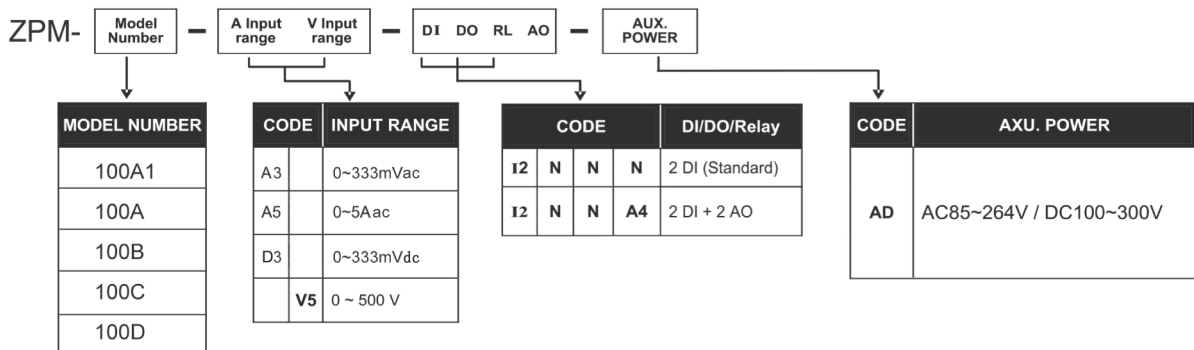 ZPM- Model Number – A Input range V Input range – DI DO RL AO – AUX. POWER
MODEL NUMBER
100A1
100A
100B
100C
100D
CODE INPUT RANGE
A3 0~333mVac
A5 0~5Aac
D3 0~333mVdc
V5 0 ~ 500 V
CODE DI/DO/Relay
I2 N N N 2 DI (Standard)
I2 N N A4 2 DI + 2 AO
CODE AXU. POWER
AD AC85~264V / DC100~300V